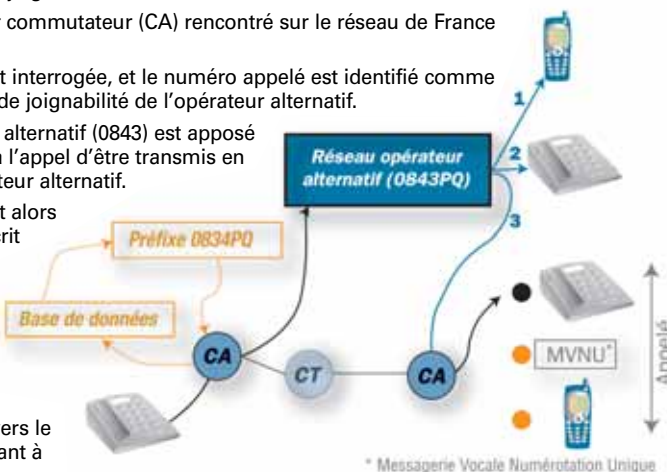 commutateur (CA) rencontré sur le réseau de France
t interrogée, et le numéro appelé est identifié comme
de joignabilité de l'opérateur alternatif.
alternatif (0843) est apposé
l'appel d'être transmis en
teur alternatif.
t alors
crit
Réseau opérateur
alternatif (0843PQ)
1
2
3
Préfixe 0834PQ
Base de données
CA
CT
CA
MVNU*
Appelé
ers le
ant à
* Messagerie Vocale Numérotation Unique